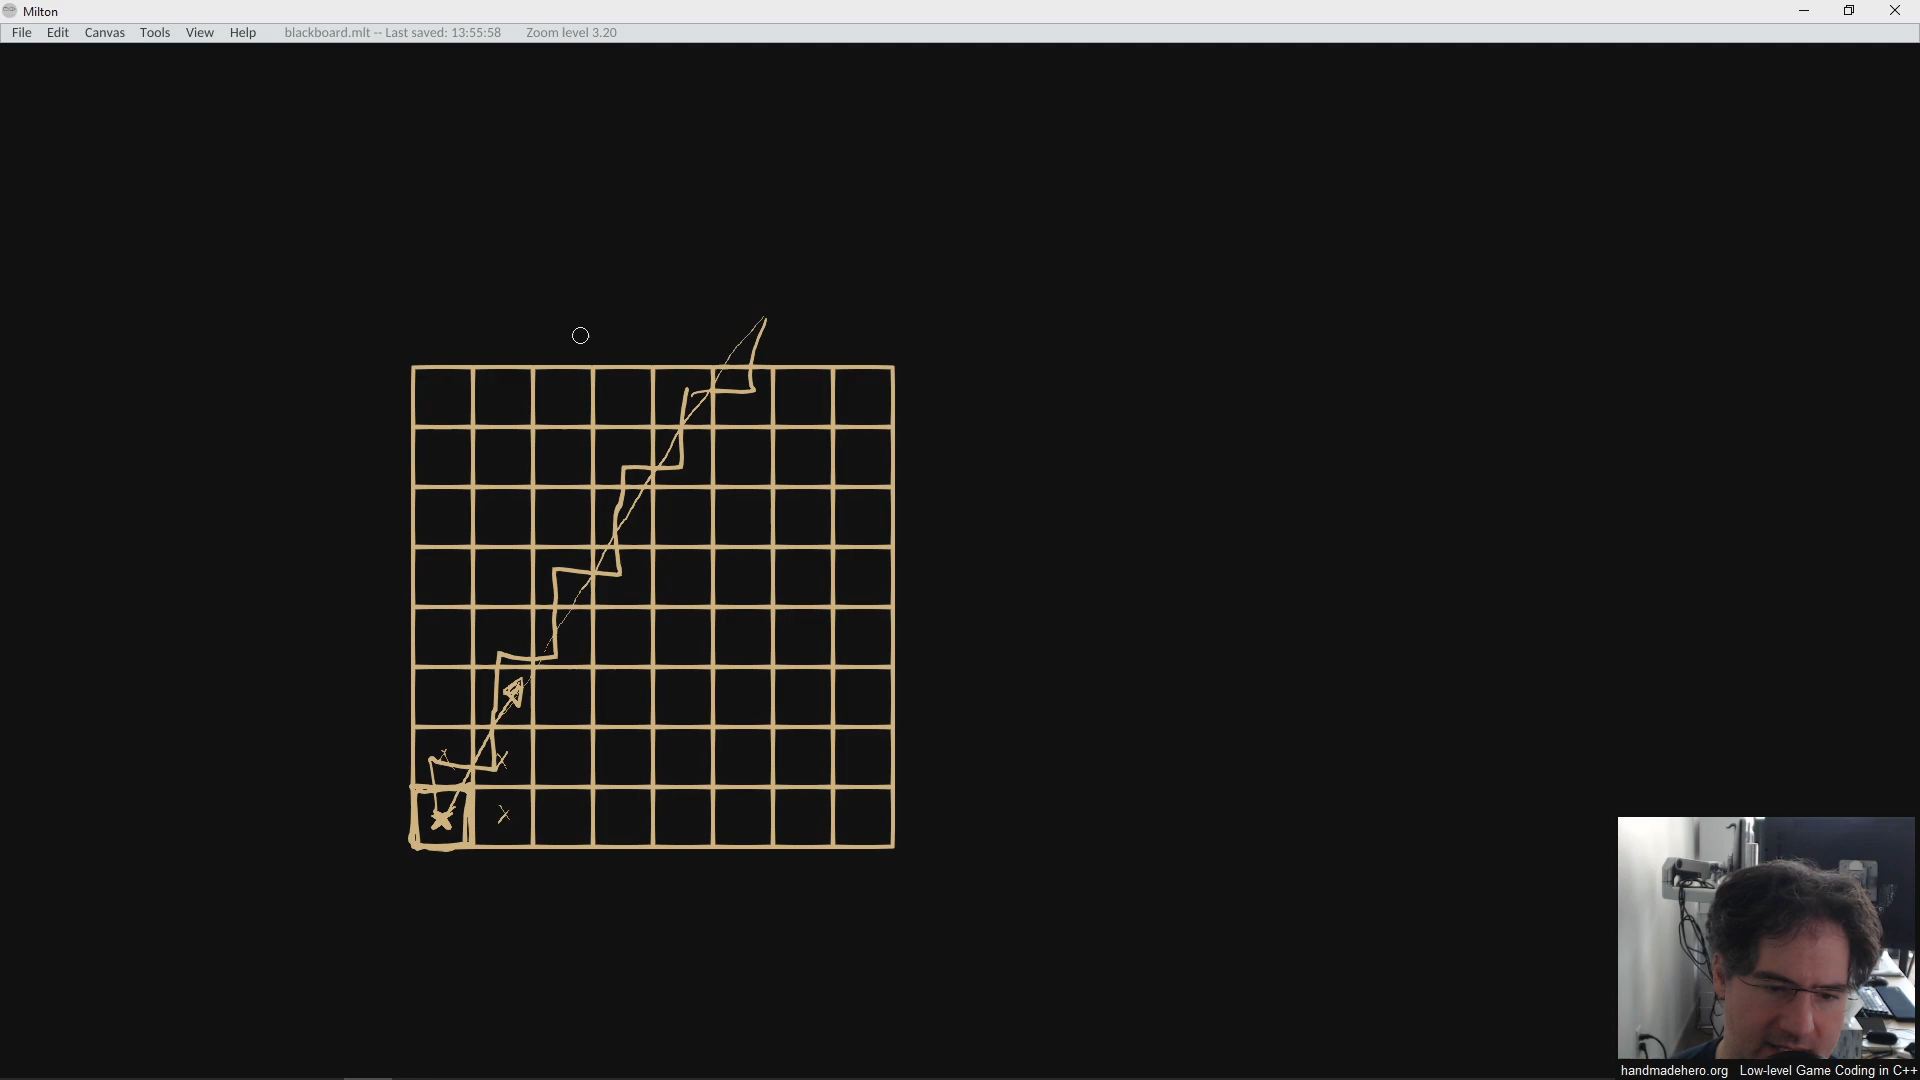 Milton
File Edit Canvas Tools View Help blackboard.mlt -- Last saved: 13:55:58 Zoom level 3.20
x x
x x
handmadehero.org Low-level Game Coding in C++